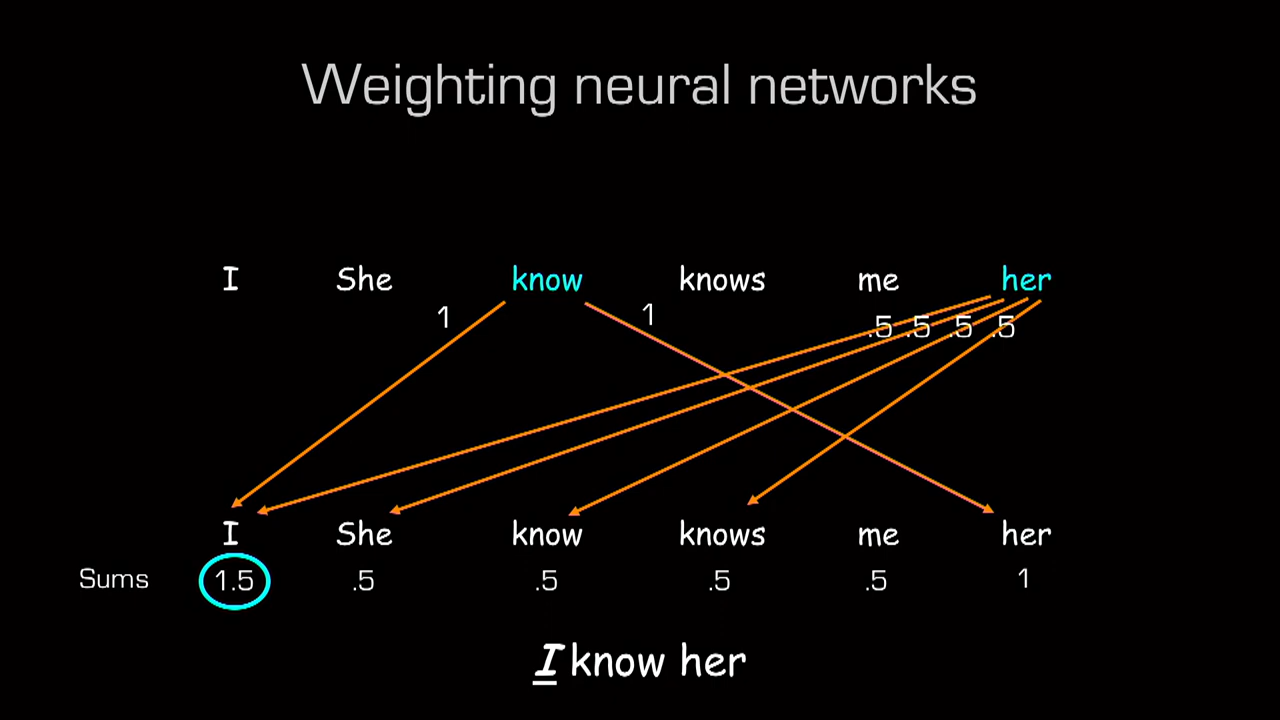 Weighting neural networks
I She know knows me her
1 1 .5 .5 .5 .5
I She know knows me her
Sums 1.5 .5 .5 .5 .5 1
I know her